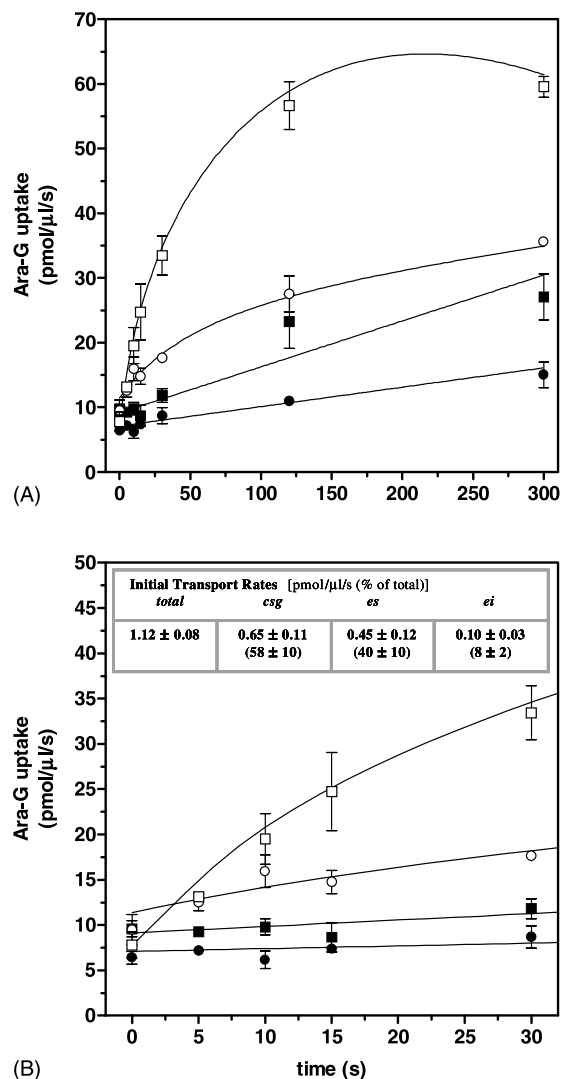 70
60
50
40
30
20
10
0
Ara-G uptake
(pmol/µl/s)
0 50 100 150 200 250 300
(A)
50
45
40
35
30
25
20
15
10
5
0
Ara-G uptake
(pmol/µl/s)
Initial Transport Rates [pmol/µl/s (% of total)]
total csg es ei
1.12 ± 0.08 0.65 ± 0.11 0.45 ± 0.12 0.10 ± 0.03
(58 ± 10) (40 ± 10) (8 ± 2)
0 5 10 15 20 25 30
(B)
time (s)